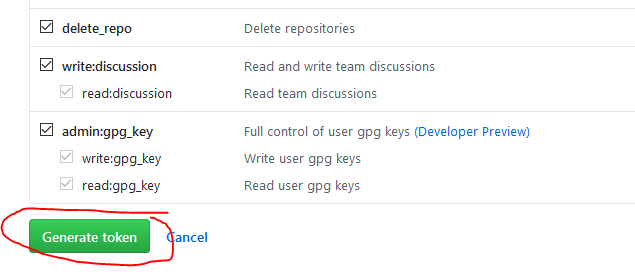 delete_repo Delete repositories
write:discussion Read and write team discussions
read:discussion Read team discussions
admin:gpg_key Full control of user gpg keys (Developer Preview)
write:gpg_key Write user gpg keys
read:gpg_key Read user gpg keys
Generate token Cancel